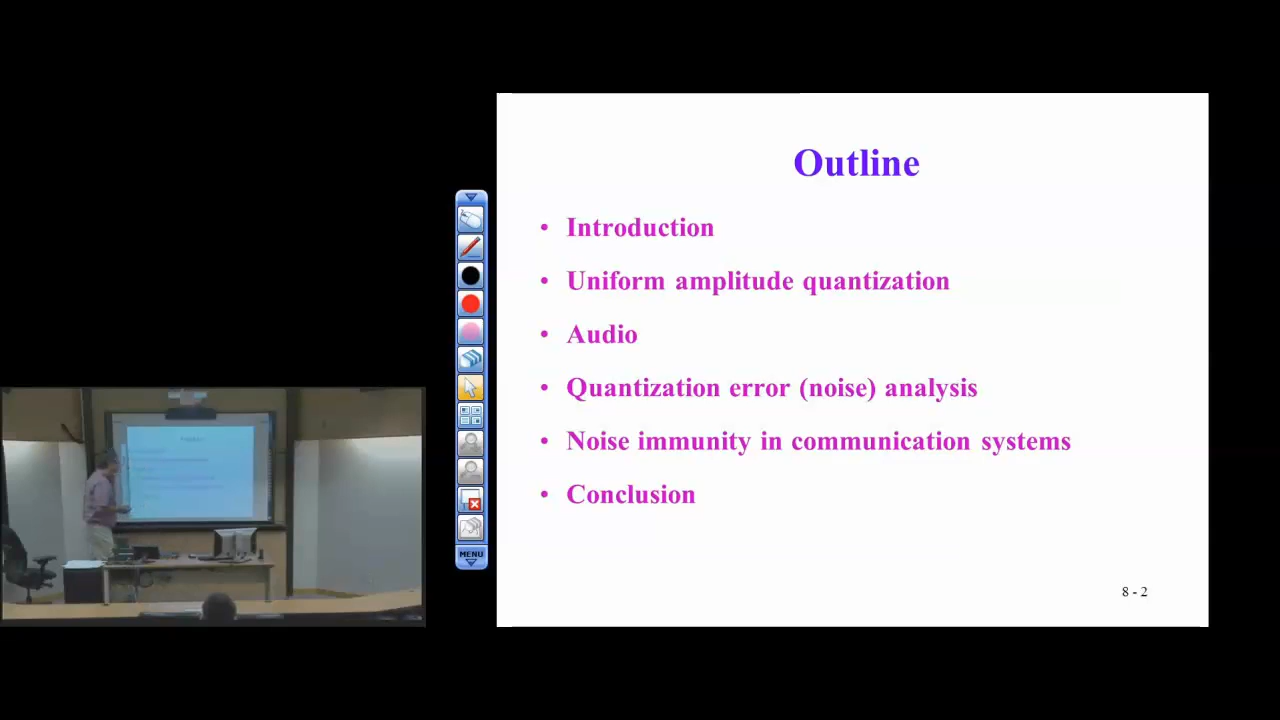 Outline
• Introduction
• Uniform amplitude quantization
• Audio
• Quantization error (noise) analysis
• Noise immunity in communication systems
• Conclusion
8 - 2
MENU